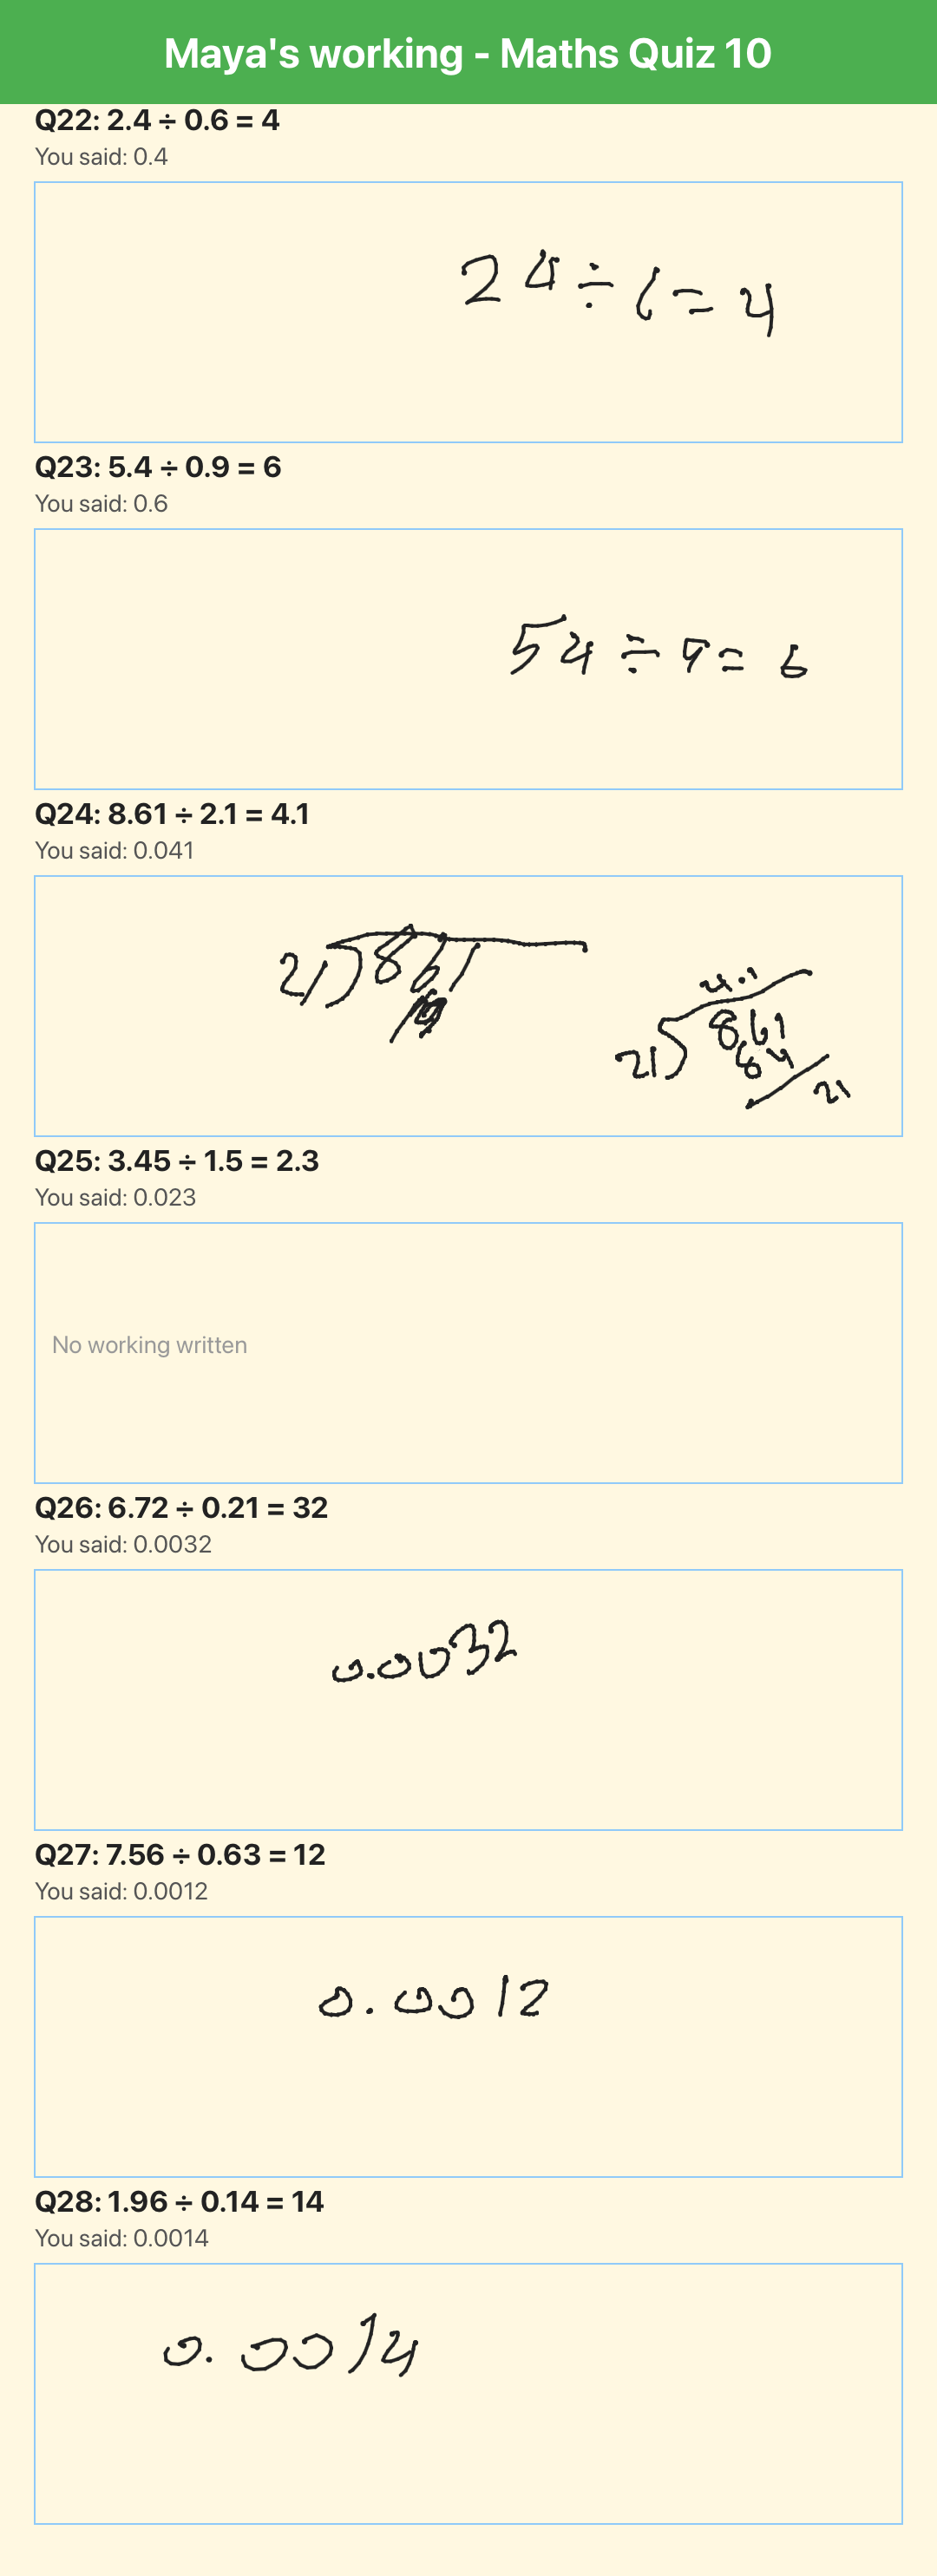 Maya's working - Maths Quiz 10
Q22: 2.4 ÷ 0.6 = 4
You said: 0.4
24 ÷ 6 = 4
Q23: 5.4 ÷ 0.9 = 6
You said: 0.6
54 ÷ 9 = 6
Q24: 8.61 ÷ 2.1 = 4.1
You said: 0.041
21 861
4.1
21 861
84
21
Q25: 3.45 ÷ 1.5 = 2.3
You said: 0.023
No working written
Q26: 6.72 ÷ 0.21 = 32
You said: 0.0032
0.0032
Q27: 7.56 ÷ 0.63 = 12
You said: 0.0012
0.0012
Q28: 1.96 ÷ 0.14 = 14
You said: 0.0014
0.0014